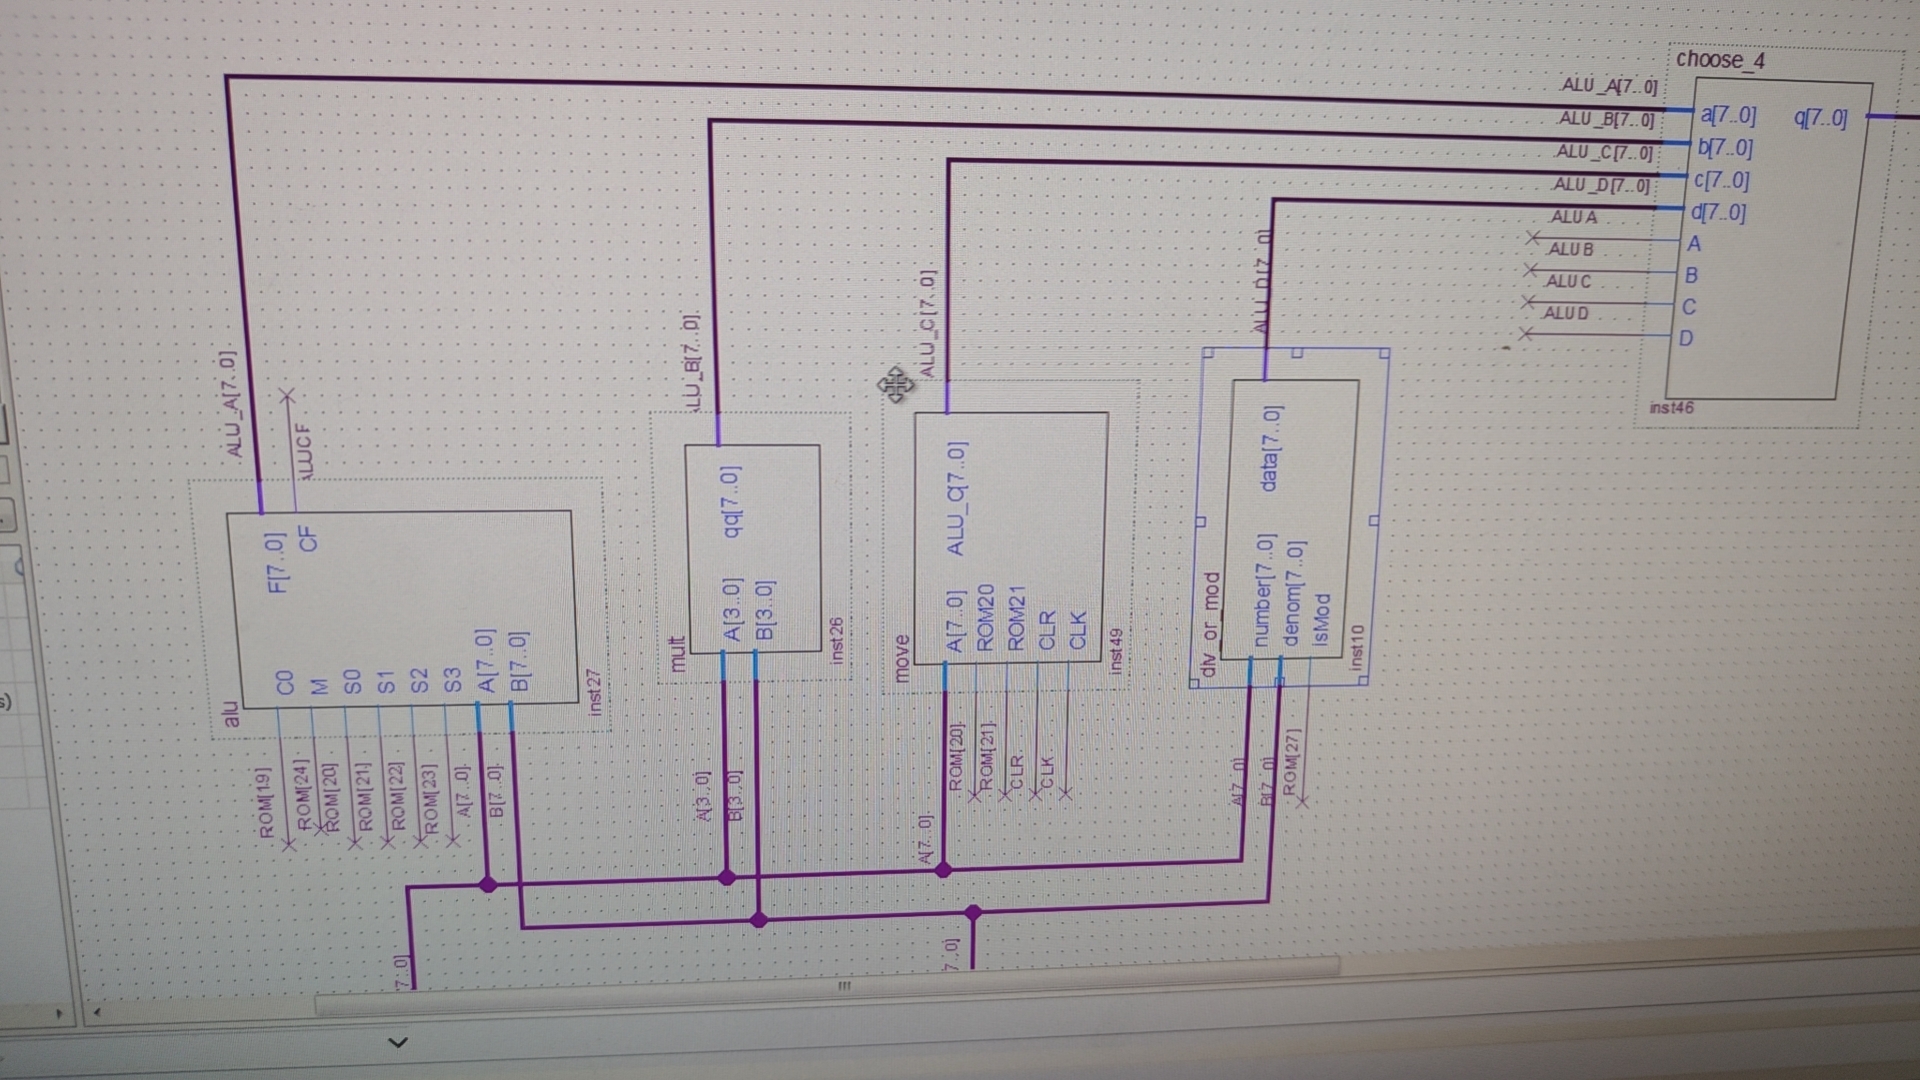 choose_4
ALU_A[7..0]
a[7..0]
q[7..0]
ALU_B[7..0]
b[7..0]
ALU_C[7..0]
c[7..0]
ALU_D[7..0]
d[7..0]
ALUA
A
ALUB
B
ALUC
C
ALUD
D
inst46
ALU_A[7..0]
ALUCF
F[7..0]
CF
alu
C0
M
S0
S1
S2
S3
A[7..0]
B[7..0]
inst27
ROM[19]
ROM[24]
ROM[20]
ROM[21]
ROM[22]
ROM[23]
A[7..0]
B[7..0]
LU_B[7..0]
qq[7..0]
mult
A[3..0]
B[3..0]
inst26
A[3..0]
B[3..0]
ALU_C[7..0]
ALU_q[7..0]
move
A[7..0]
ROM20
ROM21
CLR
CLK
inst49
A[7..0]
ROM[20]
ROM[21]
CLR
CLK
ALU_D[7..0]
data[7..0]
div_or_mod
number[7..0]
denom[7..0]
isMod
inst10
A[7..0]
B[7..0]
ROM[27]
7..0]
7..0]